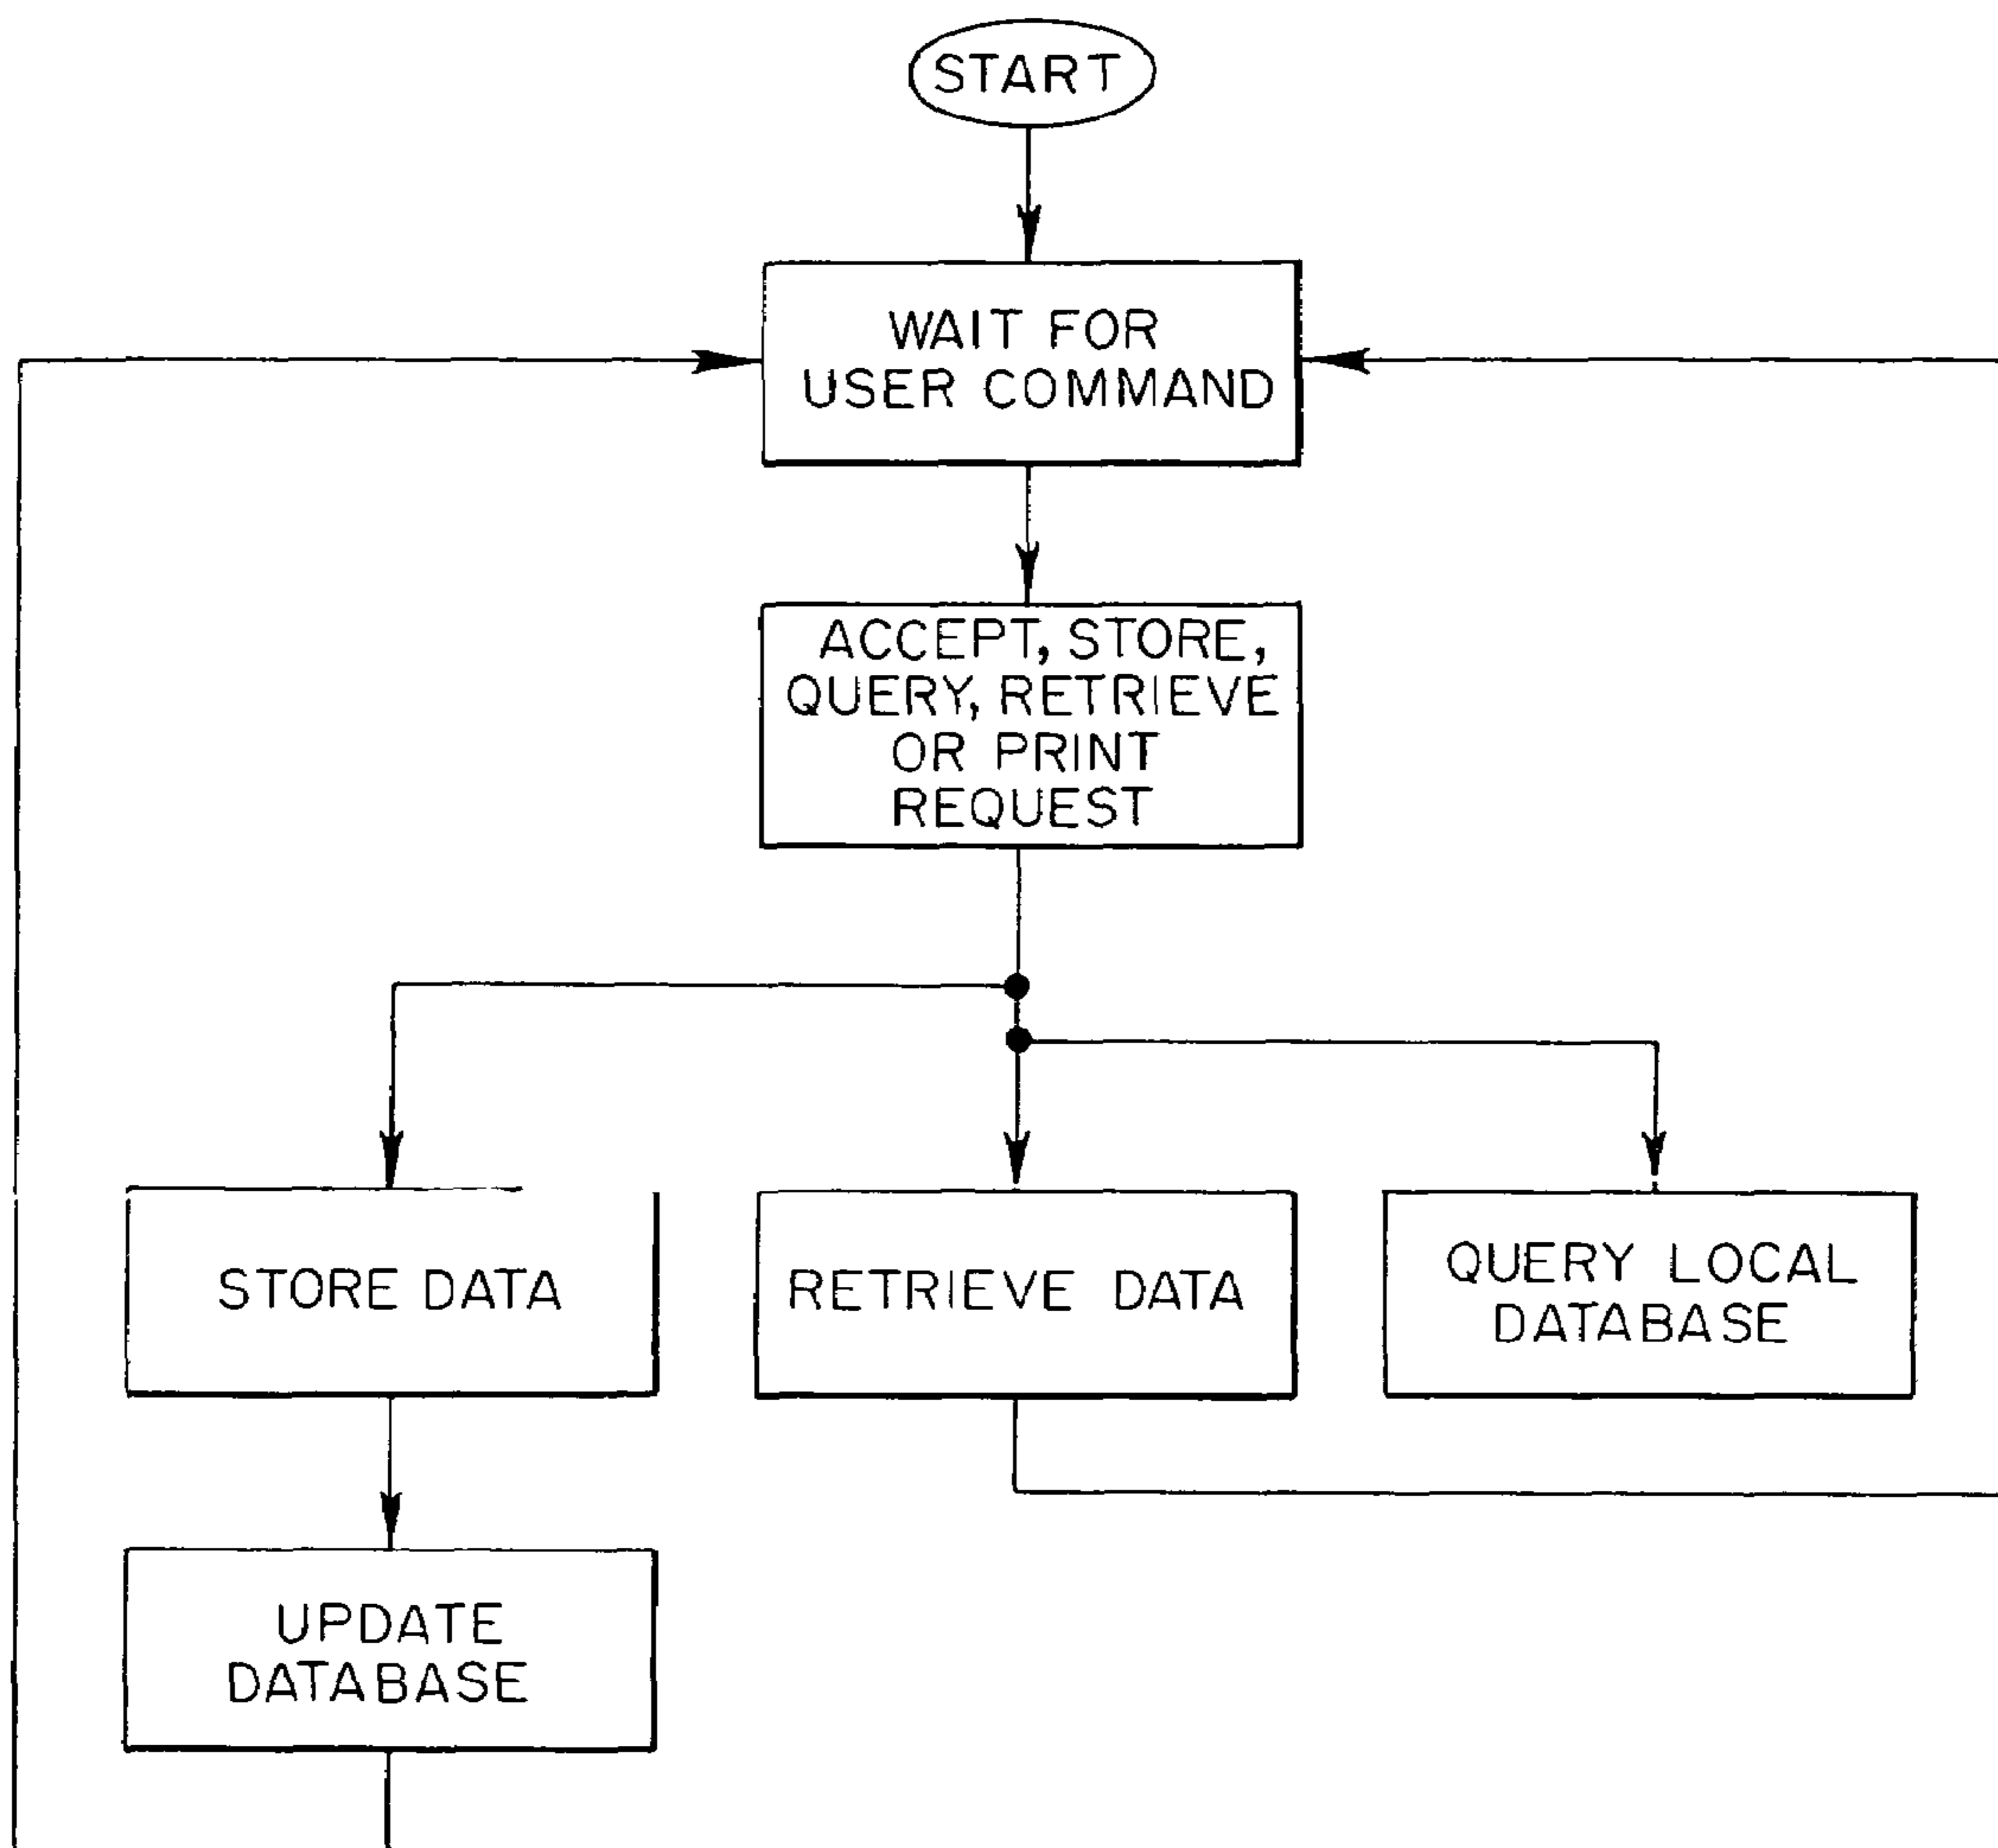 START
WAIT FOR
USER COMMAND
ACCEPT, STORE,
QUERY, RETRIEVE
OR PRINT
REQUEST
STORE DATA
RETRIEVE DATA
QUERY LOCAL
DATABASE
UPDATE
DATABASE